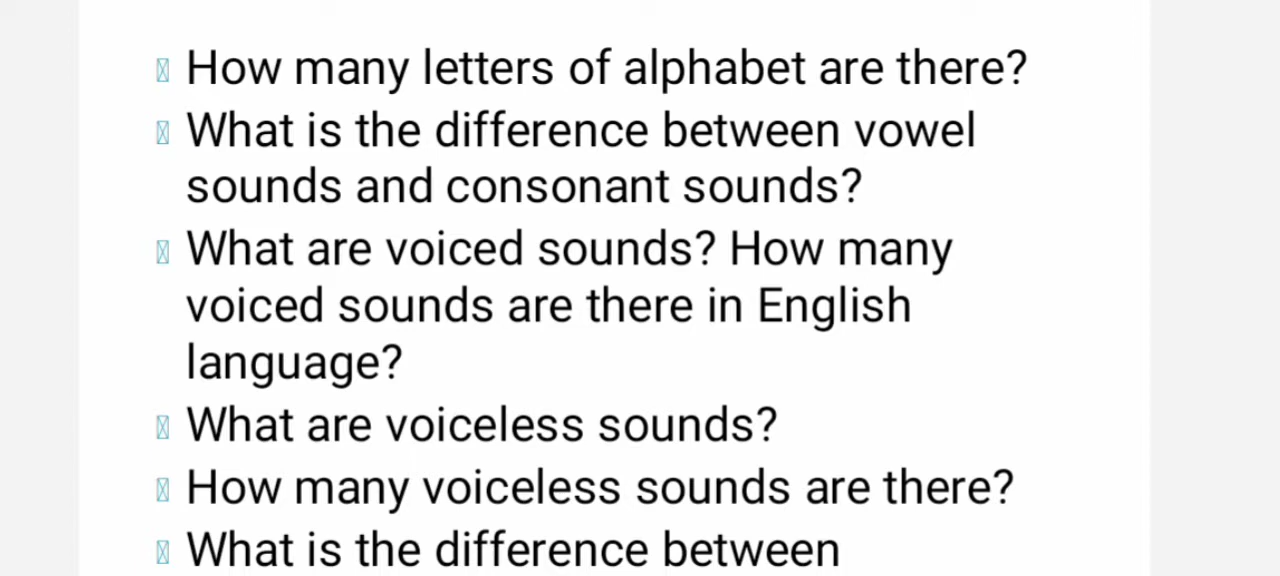 How many letters of alphabet are there?
What is the difference between vowel
sounds and consonant sounds?
What are voiced sounds? How many
voiced sounds are there in English
language?
What are voiceless sounds?
How many voiceless sounds are there?
What is the difference between